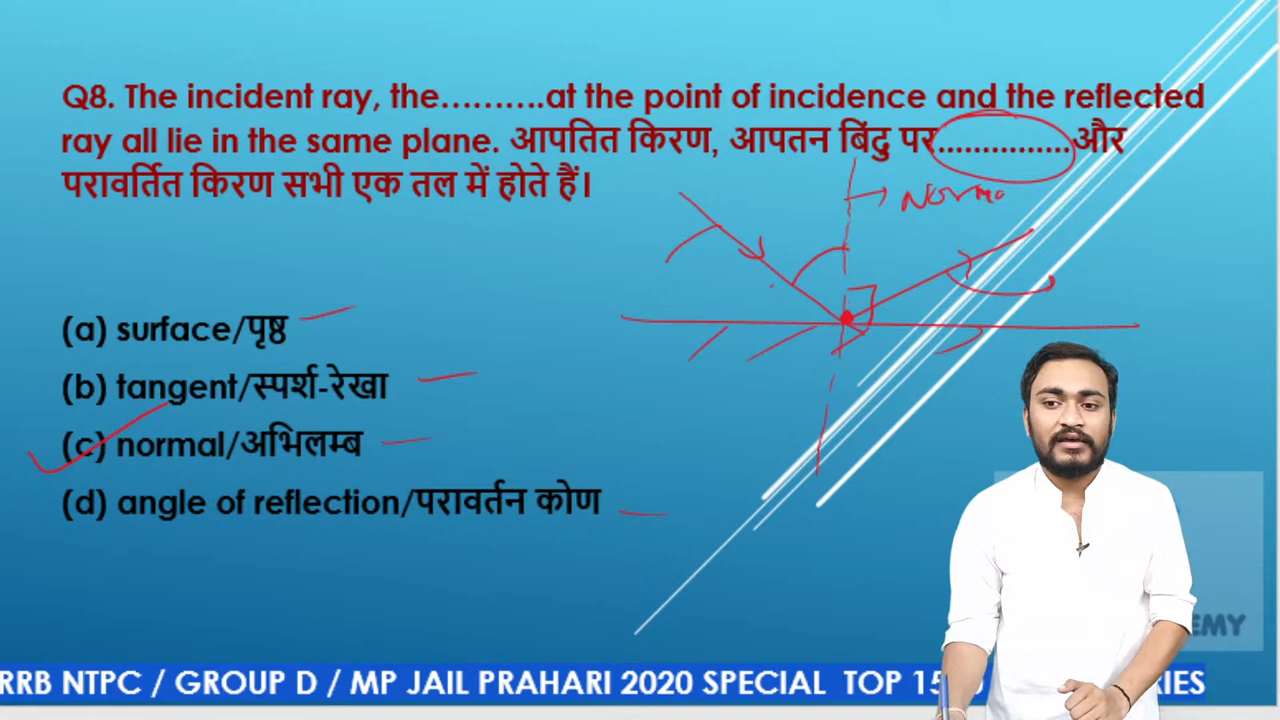 Q8. The incident ray, the……….at the point of incidence and the reflected
ray all lie in the same plane. आपतित किरण, आपतन बिंदु पर................और
परावर्तित किरण सभी एक तल में होते हैं।
Norma
(a) surface/पृष्ठ
(b) tangent/स्पर्श-रेखा
(c) normal/अभिलम्ब
(d) angle of reflection/परावर्तन कोण
EMY
RRB NTPC / GROUP D / MP JAIL PRAHARI 2020 SPECIAL TOP 15 RIES